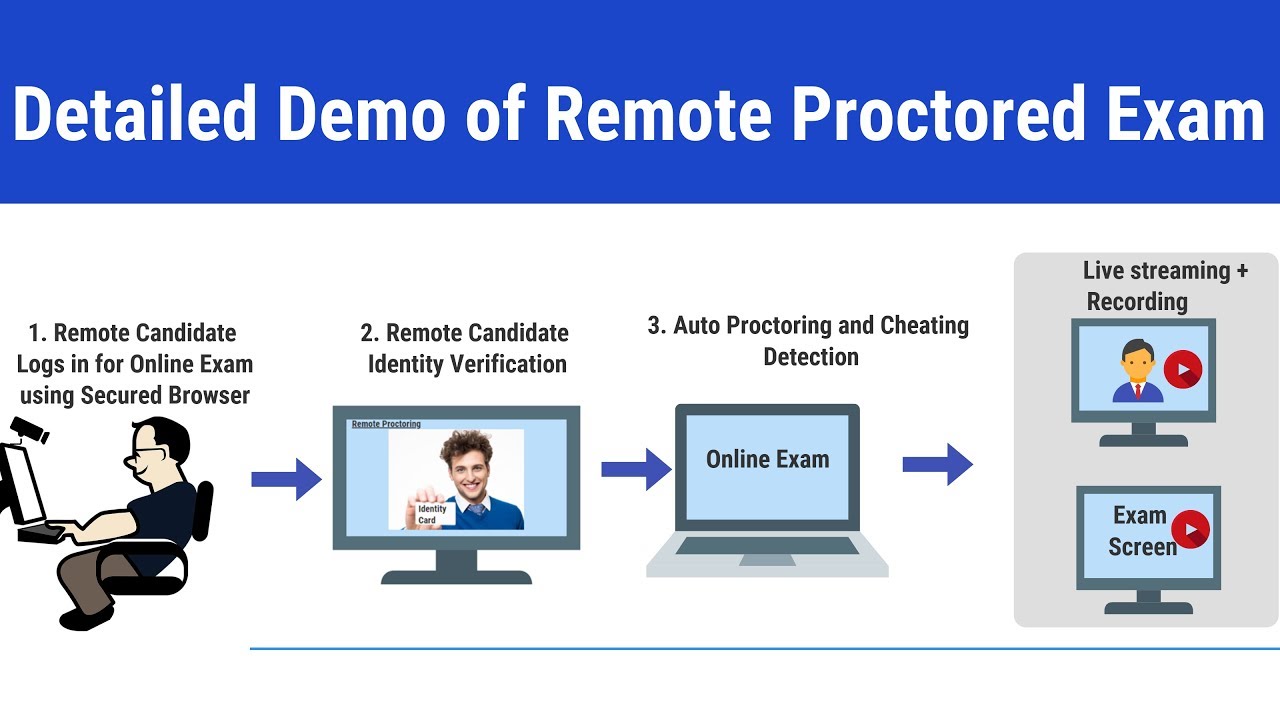 Detailed Demo of Remote Proctored Exam
1. Remote Candidate
Logs in for Online Exam
using Secured Browser
2. Remote Candidate
Identity Verification
Remote Proctoring
Identity
Card
3. Auto Proctoring and Cheating
Detection
Online Exam
Live streaming +
Recording
Exam
Screen